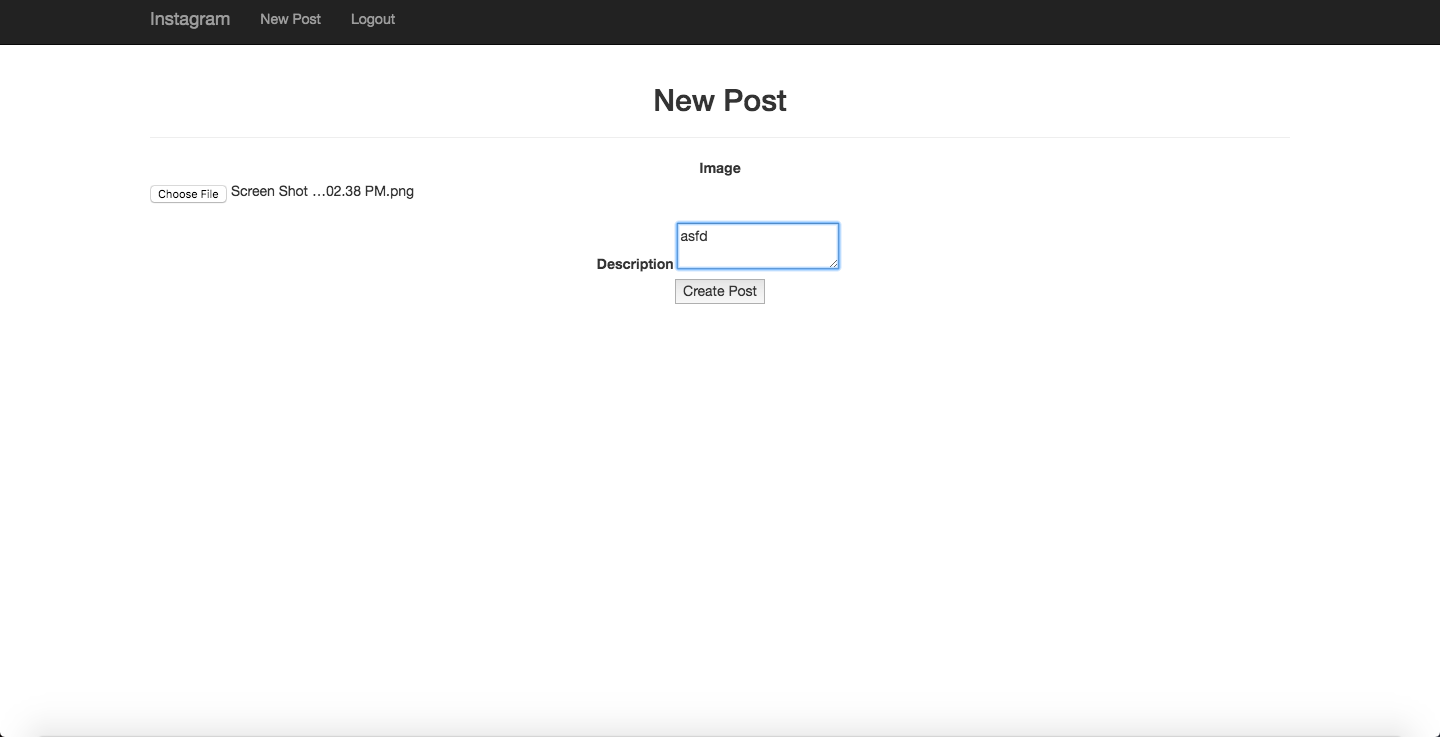 Instagram New Post Logout
New Post
Image
Choose File Screen Shot ...02.38 PM.png
asfd
Description
Create Post